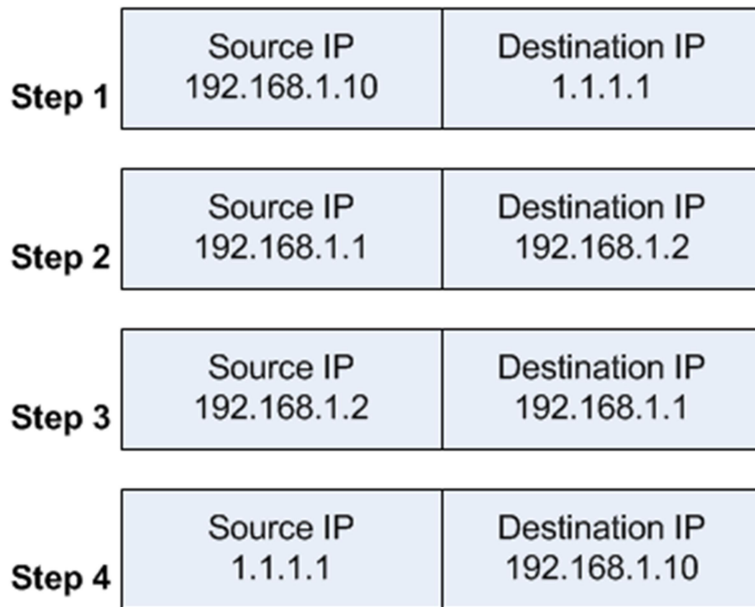 Source IP
Destination IP
Step 1
192.168.1.10
1.1.1.1
Source IP
Destination IP
Step 2
192.168.1.1
192.168.1.2
Source IP
Destination IP
Step 3
192.168.1.2
192.168.1.1
Source IP
Destination IP
Step 4
1.1.1.1
192.168.1.10